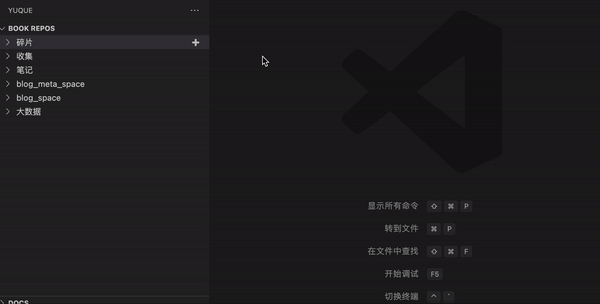 YUQUE
BOOK REPOS
碎片
收集
笔记
blog_meta_space
blog_space
大数据
DOCS
显示所有命令 ⇧ ⌘ P
转到文件 ⌘ P
在文件中查找 ⇧ ⌘ F
开始调试 F5
切换终端 ⌃ `